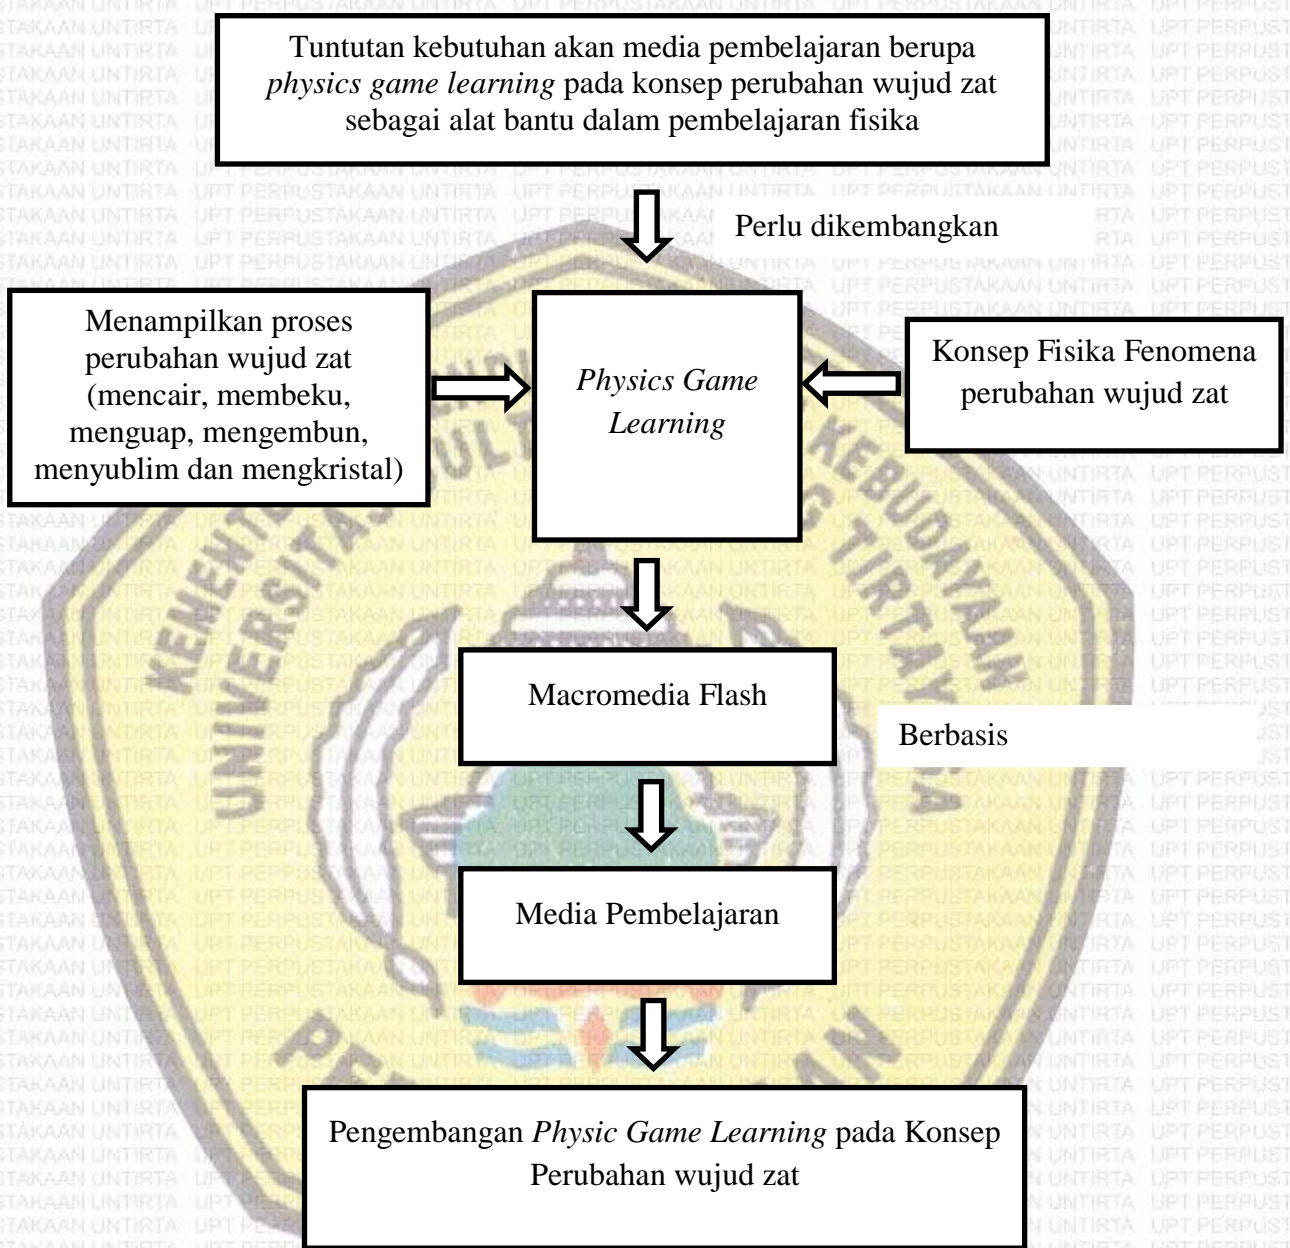 Tuntutan kebutuhan akan media pembelajaran berupa
physics game learning pada konsep perubahan wujud zat
sebagai alat bantu dalam pembelajaran fisika
Perlu dikembangkan
Menampilkan proses
perubahan wujud zat
(mencair, membeku,
menguap, mengembun,
menyublim dan mengkristal)
Physics Game
Learning
Konsep Fisika Fenomena
perubahan wujud zat
Macromedia Flash
Berbasis
Media Pembelajaran
Pengembangan Physic Game Learning pada Konsep
Perubahan wujud zat
UPT PERPUSTAKAAN UNTIRTA